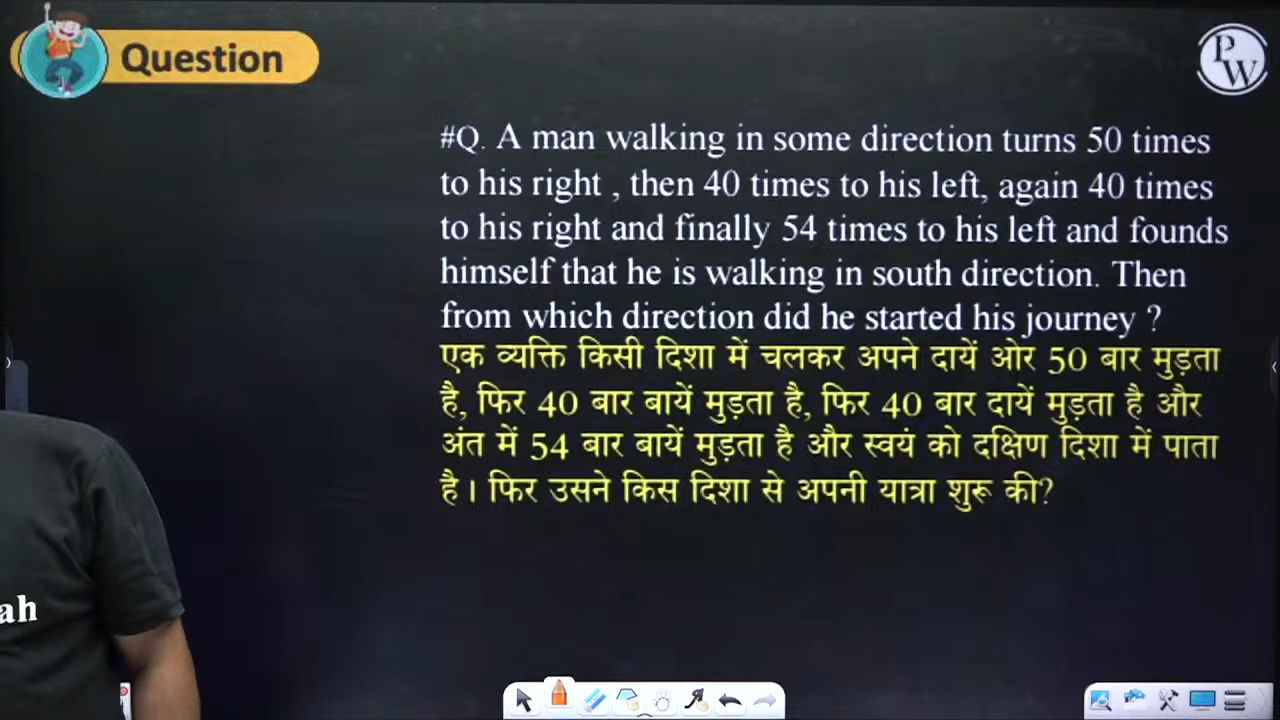 Question
PW
#Q. A man walking in some direction turns 50 times
to his right , then 40 times to his left, again 40 times
to his right and finally 54 times to his left and founds
himself that he is walking in south direction. Then
from which direction did he started his journey ?
एक व्यक्ति किसी दिशा में चलकर अपने दायें ओर 50 बार मुड़ता
है, फिर 40 बार बायें मुड़ता है, फिर 40 बार दायें मुड़ता है और
अंत में 54 बार बायें मुड़ता है और स्वयं को दक्षिण दिशा में पाता
है। फिर उसने किस दिशा से अपनी यात्रा शुरू की?
ah